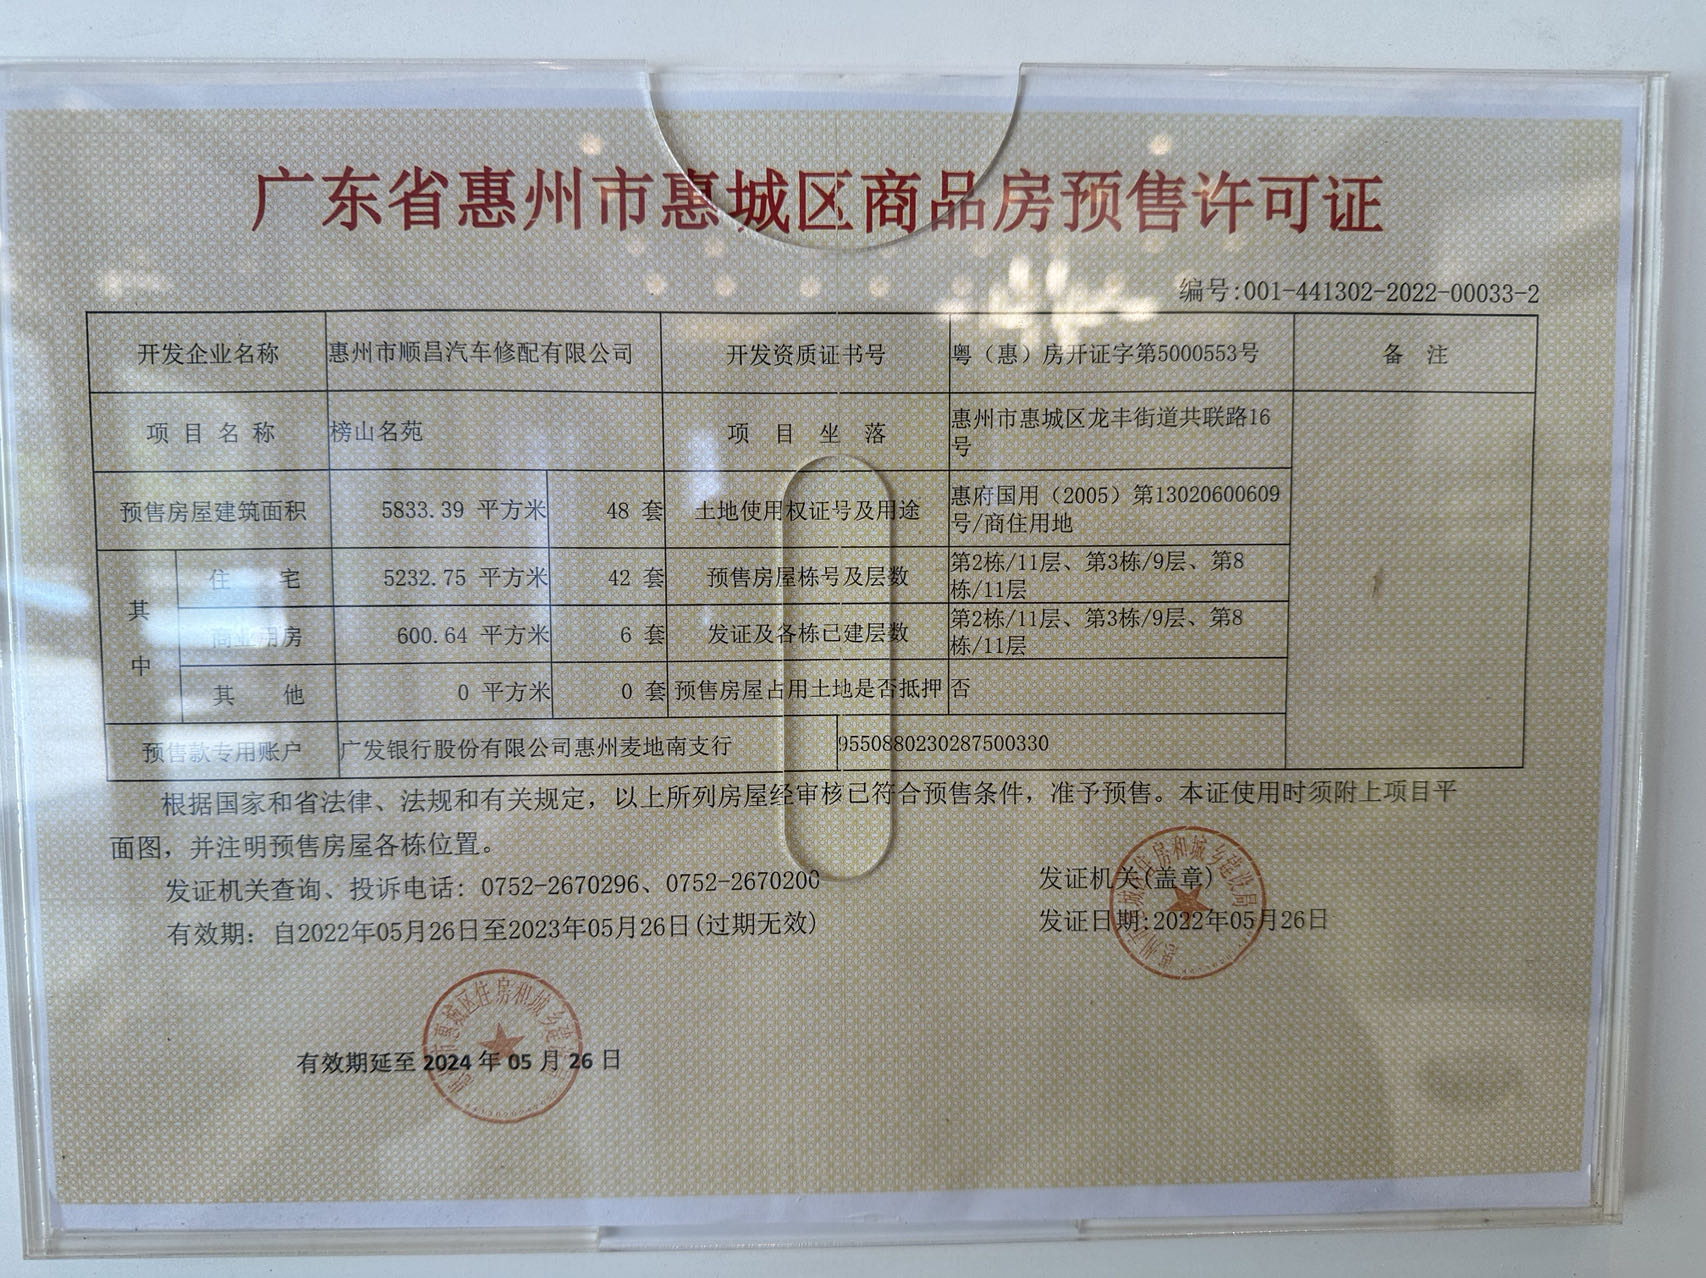 广东省惠州市惠城区商品房预售许可证
编号:001-441302-2022-00033-2
开发企业名称 惠州市顺昌汽车修配有限公司 开发资质证书号 粤（惠）房开证字第5000553号 备 注
项 目 名 称 榜山名苑 项 目 坐 落 惠州市惠城区龙丰街道共联路16
号
预售房屋建筑面积 5833.39 平方米 48 套 土地使用权证号及用途 惠府国用（2005）第13020600609
号/商住用地
其中 住 宅 5232.75 平方米 42 套 预售房屋栋号及层数 第2栋/11层、第3栋/9层、第8
栋/11层
商业用房 600.64 平方米 6 套 发证及各栋已建层数 第2栋/11层、第3栋/9层、第8
栋/11层
其 他 0 平方米 0 套 预售房屋占用土地是否抵押 否
预售款专用账户 广发银行股份有限公司惠州麦地南支行 9550880230287500330
根据国家和省法律、法规和有关规定，以上所列房屋经审核已符合预售条件，准予预售。本证使用时须附上项目平
面图，并注明预售房屋各栋位置。
发证机关查询、投诉电话: 0752-2670296、0752-2670200
发证机关(盖章)
有效期：自2022年05月26日至2023年05月26日(过期无效)
发证日期:2022年05月26日
有效期延至 2024 年 05 月 26 日